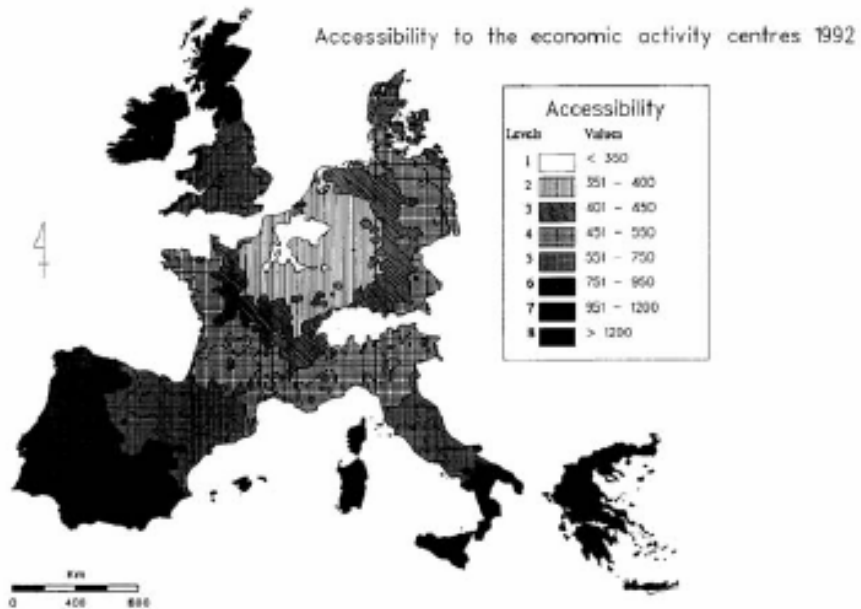 Accessibility to the economic activity centres 1992
Accessibility
Levels Values
1 < 350
2 351 - 400
3 401 - 450
4 451 - 550
5 551 - 750
6 751 - 950
7 951 - 1200
8 > 1200
Km
0 400 800